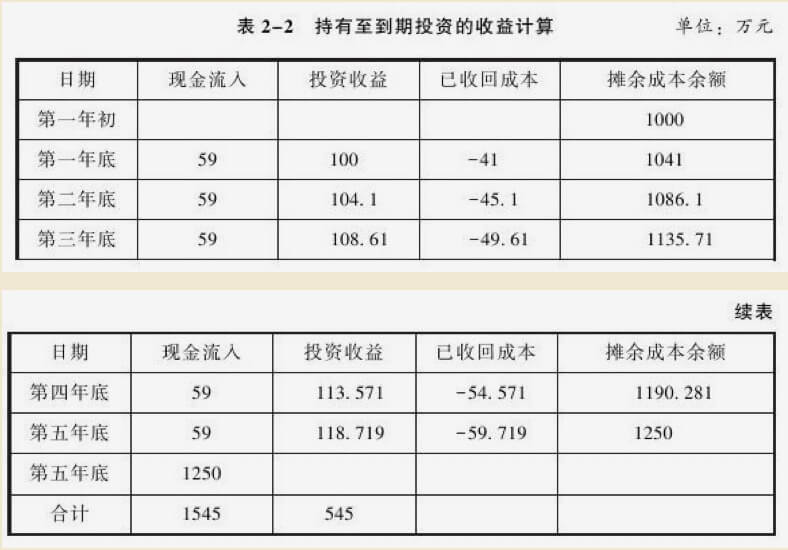 表 2-2 持有至到期投资的收益计算 单位：万元
日期 现金流入 投资收益 已收回成本 摊余成本余额
第一年初 1000
第一年底 59 100 -41 1041
第二年底 59 104.1 -45.1 1086.1
第三年底 59 108.61 -49.61 1135.71
续表
日期 现金流入 投资收益 已收回成本 摊余成本余额
第四年底 59 113.571 -54.571 1190.281
第五年底 59 118.719 -59.719 1250
第五年底 1250
合计 1545 545